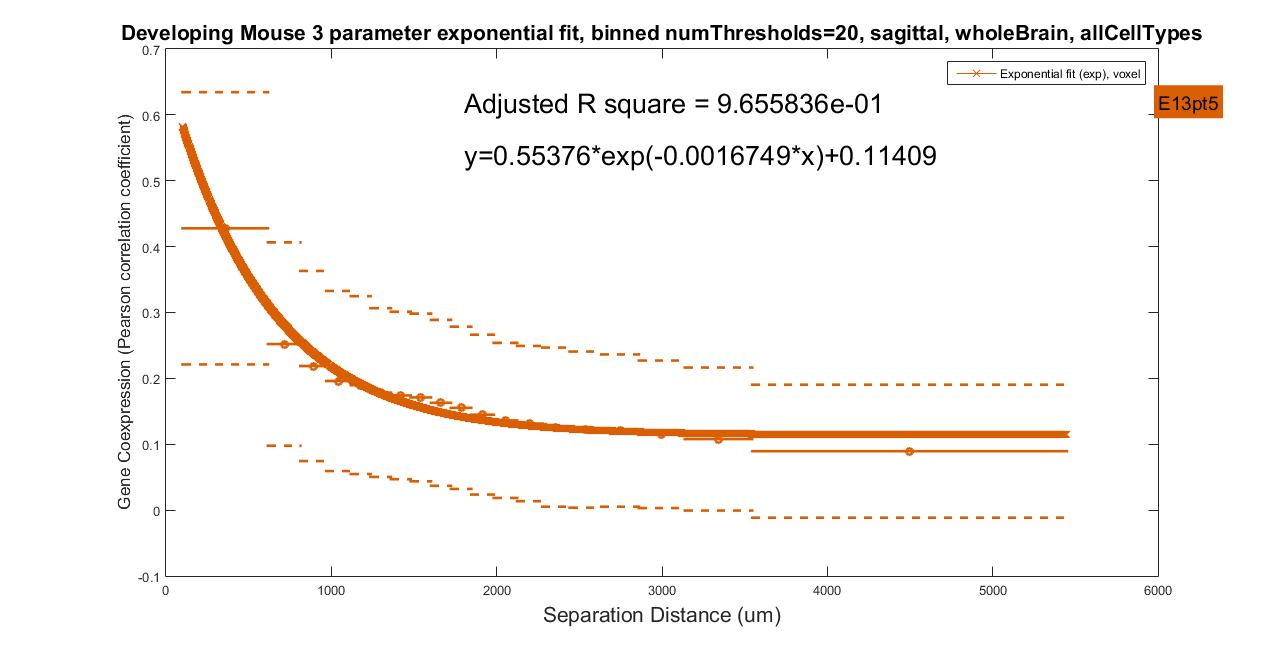 Developing Mouse 3 parameter exponential fit, binned numThresholds=20, sagittal, wholeBrain, allCellTypes
Exponential fit (exp), voxel
E13pt5
Adjusted R square = 9.655836e-01
y=0.55376*exp(-0.0016749*x)+0.11409
Gene Coexpression (Pearson correlation coefficient)
0.7
0.6
0.5
0.4
0.3
0.2
0.1
0
-0.1
0 1000 2000 3000 4000 5000 6000
Separation Distance (um)